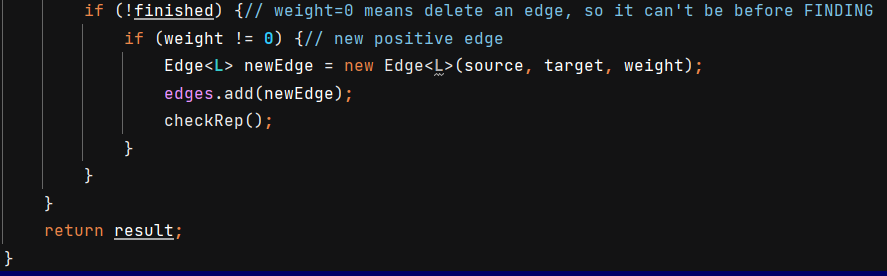 if (!finished) {// weight=0 means delete an edge, so it can't be before FINDING
if (weight != 0) {// new positive edge
Edge<L> newEdge = new Edge<L>(source, target, weight);
edges.add(newEdge);
checkRep();
}
}
}
return result;
}